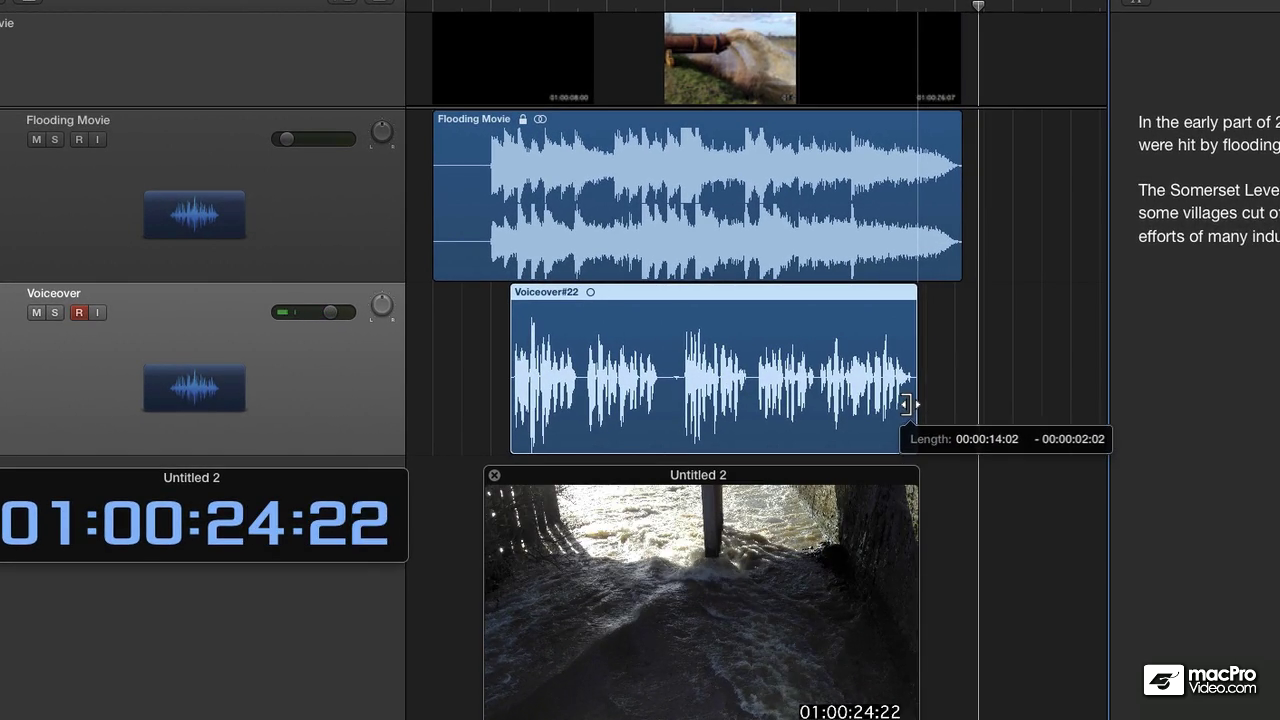 vie
01:00:08:00
01:00:26:07
Flooding Movie
M S R I
L R
Flooding Movie
In the early part of 2
were hit by flooding
The Somerset Leve
some villages cut o
efforts of many indu
Voiceover
M S R I
L R
Voiceover#22
Length: 00:00:14:02 - 00:00:02:02
Untitled 2
01:00:24:22
Untitled 2
01:00:24:22
macPro
Video.com